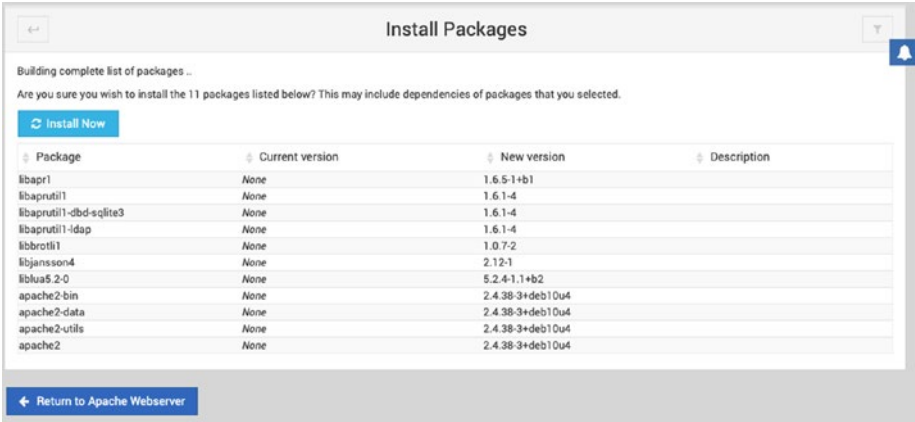 Install Packages
Building complete list of packages ..
Are you sure you wish to install the 11 packages listed below? This may include dependencies of packages that you selected.
Install Now
Package Current version New version Description
libapr1 None 1.6.5-1+b1
libaprutil1 None 1.6.1-4
libaprutil1-dbd-sqlite3 None 1.6.1-4
libaprutil1-ldap None 1.6.1-4
libbrotli1 None 1.0.7-2
libjansson4 None 2.12-1
liblua5.2-0 None 5.2.4-1.1+b2
apache2-bin None 2.4.38-3+deb10u4
apache2-data None 2.4.38-3+deb10u4
apache2-utils None 2.4.38-3+deb10u4
apache2 None 2.4.38-3+deb10u4
Return to Apache Webserver